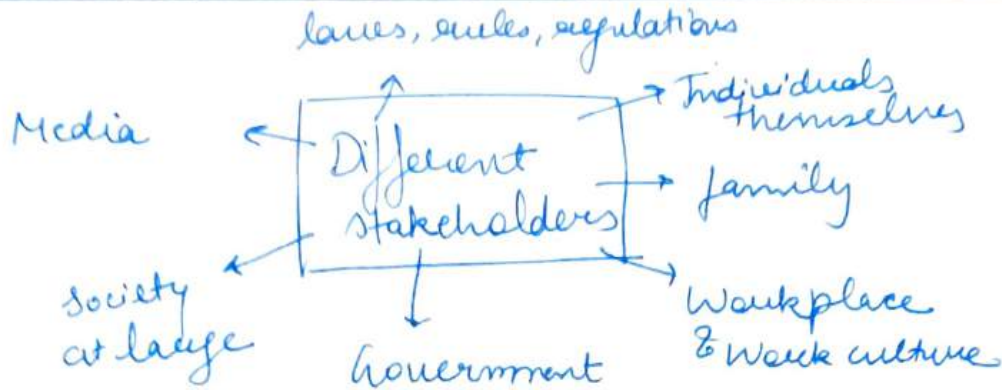 laws, rules, regulations
Media
Individuals
themselves
Different
stakeholders
family
society
at large
Government
Workplace
& Work culture